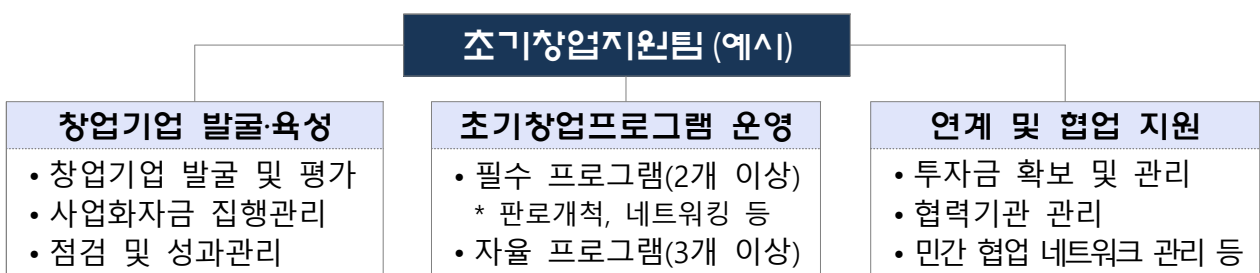 초기창업지원팀 (예시)
창업기업 발굴·육성
• 창업기업 발굴 및 평가
• 사업화자금 집행관리
• 점검 및 성과관리
초기창업프로그램 운영
• 필수 프로그램(2개 이상)
* 판로개척, 네트워킹 등
• 자율 프로그램(3개 이상)
연계 및 협업 지원
• 투자금 확보 및 관리
• 협력기관 관리
• 민간 협업 네트워크 관리 등